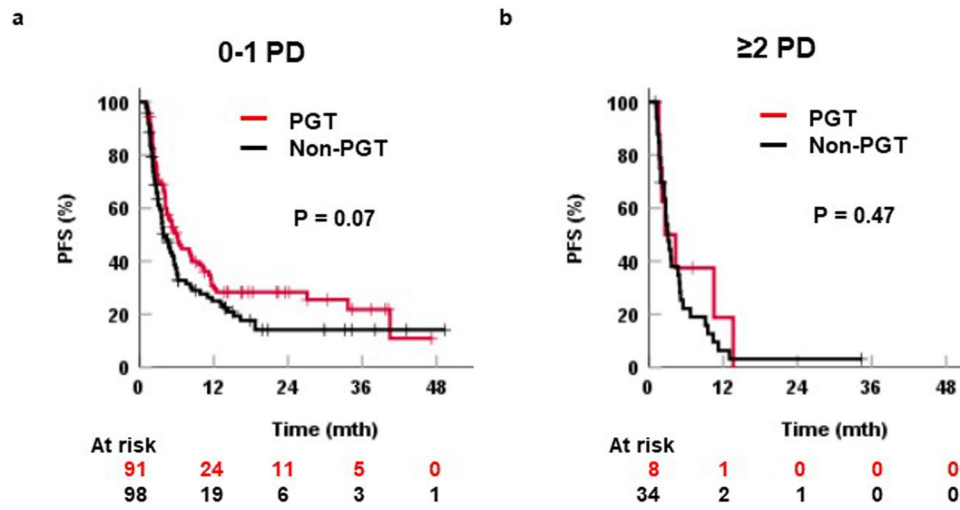 a
0-1 PD
PFS (%)
100
80
60
40
20
0
PGT
Non-PGT
P = 0.07
0 12 24 36 48
Time (mth)
At risk
91 24 11 5 0
98 19 6 3 1
b
≥2 PD
PFS (%)
100
80
60
40
20
0
PGT
Non-PGT
P = 0.47
0 12 24 36 48
Time (mth)
At risk
8 1 0 0 0
34 2 1 0 0